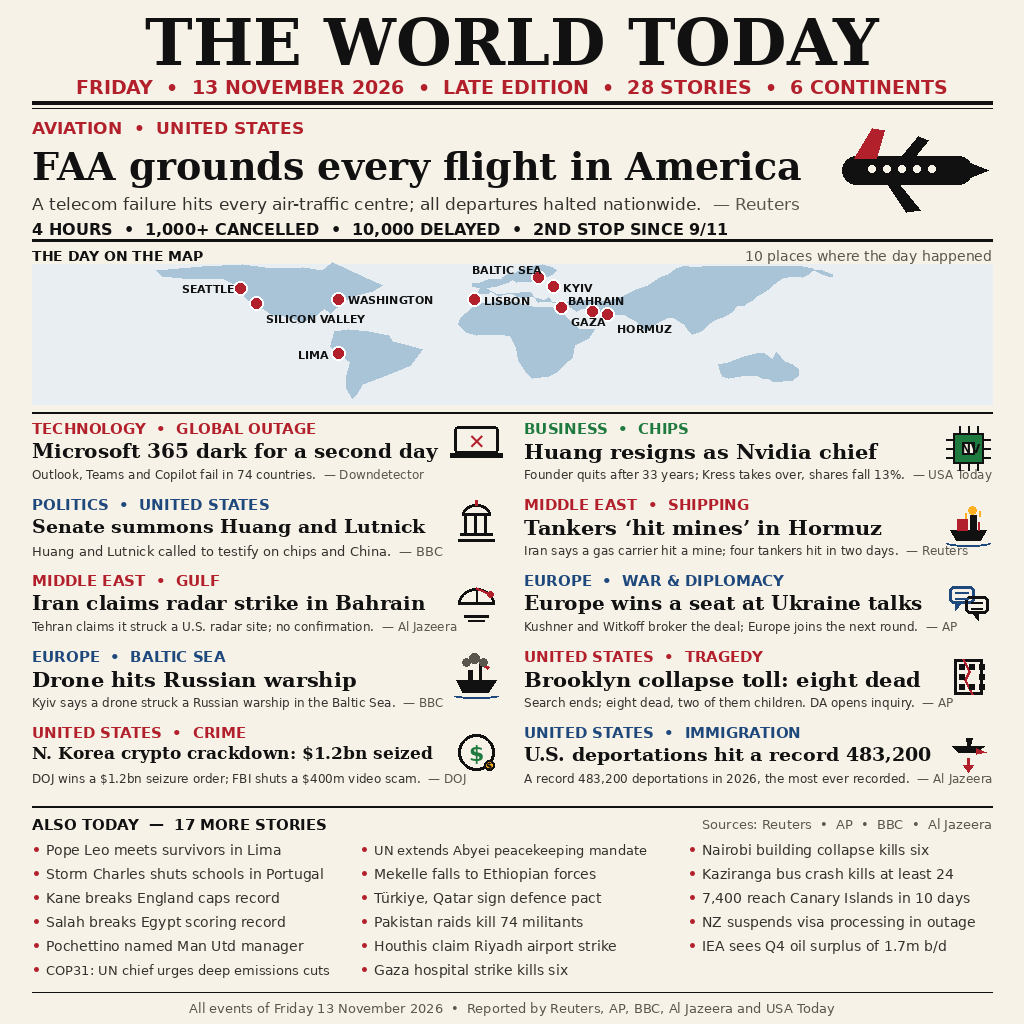 THE WORLD TODAY
FRIDAY • 13 NOVEMBER 2026 • LATE EDITION • 28 STORIES • 6 CONTINENTS
AVIATION • UNITED STATES
FAA grounds every flight in America
A telecom failure hits every air-traffic centre; all departures halted nationwide. — Reuters
4 HOURS • 1,000+ CANCELLED • 10,000 DELAYED • 2ND STOP SINCE 9/11
THE DAY ON THE MAP
10 places where the day happened
BALTIC SEA
SEATTLE
KYIV
WASHINGTON
LISBON
BAHRAIN
SILICON VALLEY
GAZA
HORMUZ
LIMA
TECHNOLOGY • GLOBAL OUTAGE
Microsoft 365 dark for a second day
Outlook, Teams and Copilot fail in 74 countries. — Downdetector
BUSINESS • CHIPS
Huang resigns as Nvidia chief
Founder quits after 33 years; Kress takes over, shares fall 13%. — USA Today
NV
POLITICS • UNITED STATES
Senate summons Huang and Lutnick
Huang and Lutnick called to testify on chips and China. — BBC
MIDDLE EAST • SHIPPING
Tankers ‘hit mines’ in Hormuz
Iran says a gas carrier hit a mine; four tankers hit in two days. — Reuters
MIDDLE EAST • GULF
Iran claims radar strike in Bahrain
Tehran claims it struck a U.S. radar site; no confirmation. — Al Jazeera
EUROPE • WAR & DIPLOMACY
Europe wins a seat at Ukraine talks
Kushner and Witkoff broker the deal; Europe joins the next round. — AP
EUROPE • BALTIC SEA
Drone hits Russian warship
Kyiv says a drone struck a Russian warship in the Baltic Sea. — BBC
UNITED STATES • TRAGEDY
Brooklyn collapse toll: eight dead
Search ends; eight dead, two of them children. DA opens inquiry. — AP
UNITED STATES • CRIME
N. Korea crypto crackdown: $1.2bn seized
DOJ wins a $1.2bn seizure order; FBI shuts a $400m video scam. — DOJ
$
UNITED STATES • IMMIGRATION
U.S. deportations hit a record 483,200
A record 483,200 deportations in 2026, the most ever recorded. — Al Jazeera
ALSO TODAY — 17 MORE STORIES
Sources: Reuters • AP • BBC • Al Jazeera
• Pope Leo meets survivors in Lima
• Storm Charles shuts schools in Portugal
• Kane breaks England caps record
• Salah breaks Egypt scoring record
• Pochettino named Man Utd manager
• COP31: UN chief urges deep emissions cuts
• UN extends Abyei peacekeeping mandate
• Mekelle falls to Ethiopian forces
• Türkiye, Qatar sign defence pact
• Pakistan raids kill 74 militants
• Houthis claim Riyadh airport strike
• Gaza hospital strike kills six
• Nairobi building collapse kills six
• Kaziranga bus crash kills at least 24
• 7,400 reach Canary Islands in 10 days
• NZ suspends visa processing in outage
• IEA sees Q4 oil surplus of 1.7m b/d
All events of Friday 13 November 2026 • Reported by Reuters, AP, BBC, Al Jazeera and USA Today